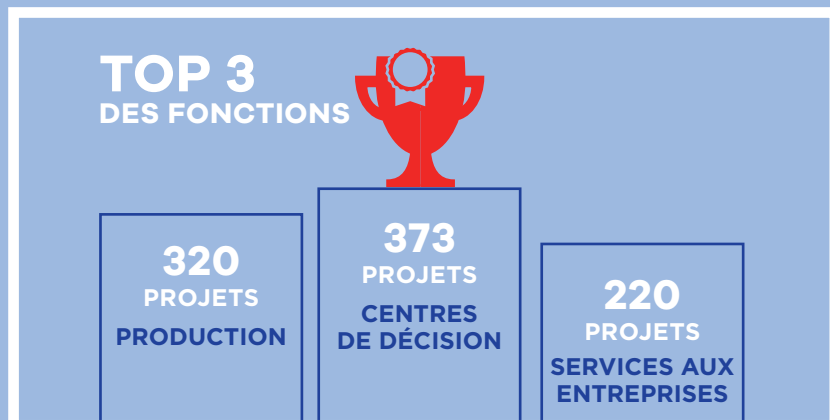 TOP 3
DES FONCTIONS
320
PROJETS
PRODUCTION
373
PROJETS
CENTRES
DE DÉCISION
220
PROJETS
SERVICES AUX
ENTREPRISES